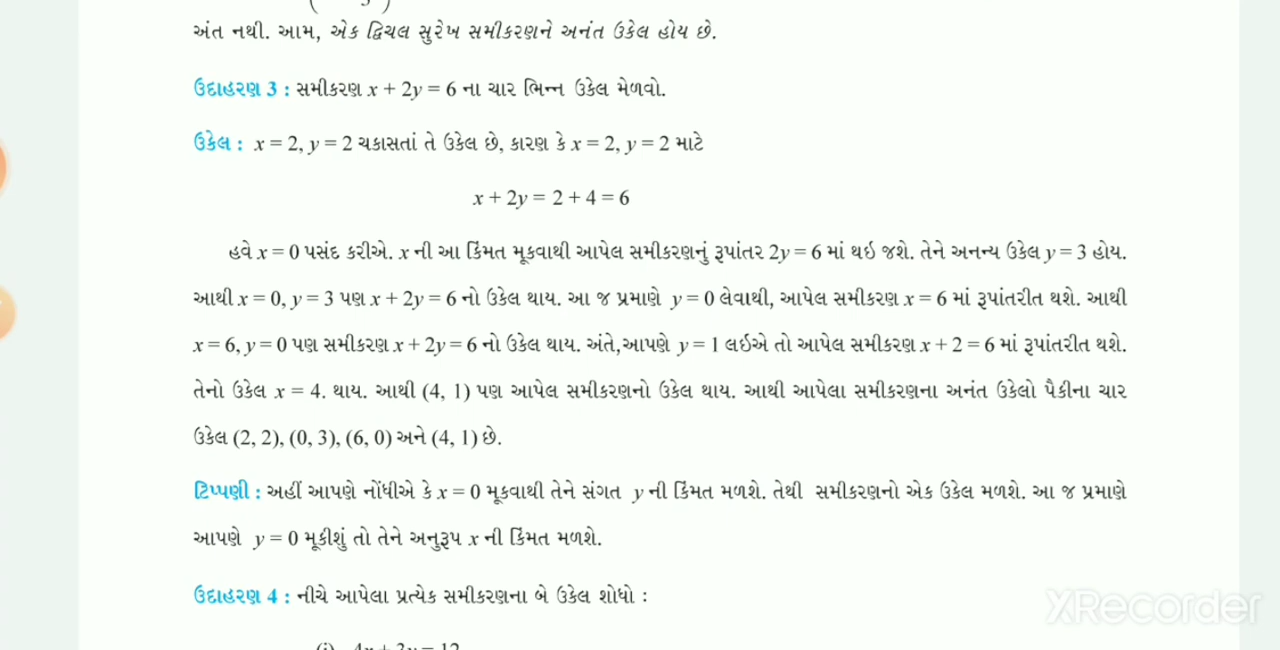 અંત નથી. આમ, એક દ્વિચલ સુરેખ સમીકરણને અનંત ઉકેલ હોય છે.
ઉદાહરણ 3 : સમીકરણ x + 2y = 6 ના ચાર ભિન્ન ઉકેલ મેળવો.
ઉકેલ : x = 2, y = 2 ચકાસતાં તે ઉકેલ છે, કારણ કે x = 2, y = 2 માટે
x + 2y = 2 + 4 = 6
હવે x = 0 પસંદ કરીએ. x ની આ કિંમત મૂકવાથી આપેલ સમીકરણનું રૂપાંતર 2y = 6 માં થઇ જશે. તેને અનન્ય ઉકેલ y = 3 હોય.
આથી x = 0, y = 3 પણ x + 2y = 6 નો ઉકેલ થાય. આ જ પ્રમાણે y = 0 લેવાથી, આપેલ સમીકરણ x = 6 માં રૂપાંતરીત થશે. આથી
x = 6, y = 0 પણ સમીકરણ x + 2y = 6 નો ઉકેલ થાય. અંતે, આપણે y = 1 લઇએ તો આપેલ સમીકરણ x + 2 = 6 માં રૂપાંતરીત થશે.
તેનો ઉકેલ x = 4. થાય. આથી (4, 1) પણ આપેલ સમીકરણનો ઉકેલ થાય. આથી આપેલા સમીકરણના અનંત ઉકેલો પૈકીના ચાર
ઉકેલ (2, 2), (0, 3), (6, 0) અને (4, 1) છે.
ટિપ્પણી : અહીં આપણે નોંધીએ કે x = 0 મૂકવાથી તેને સંગત y ની કિંમત મળશે. તેથી સમીકરણનો એક ઉકેલ મળશે. આ જ પ્રમાણે
આપણે y = 0 મૂકીશું તો તેને અનુરૂપ x ની કિંમત મળશે.
ઉદાહરણ 4 : નીચે આપેલા પ્રત્યેક સમીકરણના બે ઉકેલ શોધો :
XRecorder